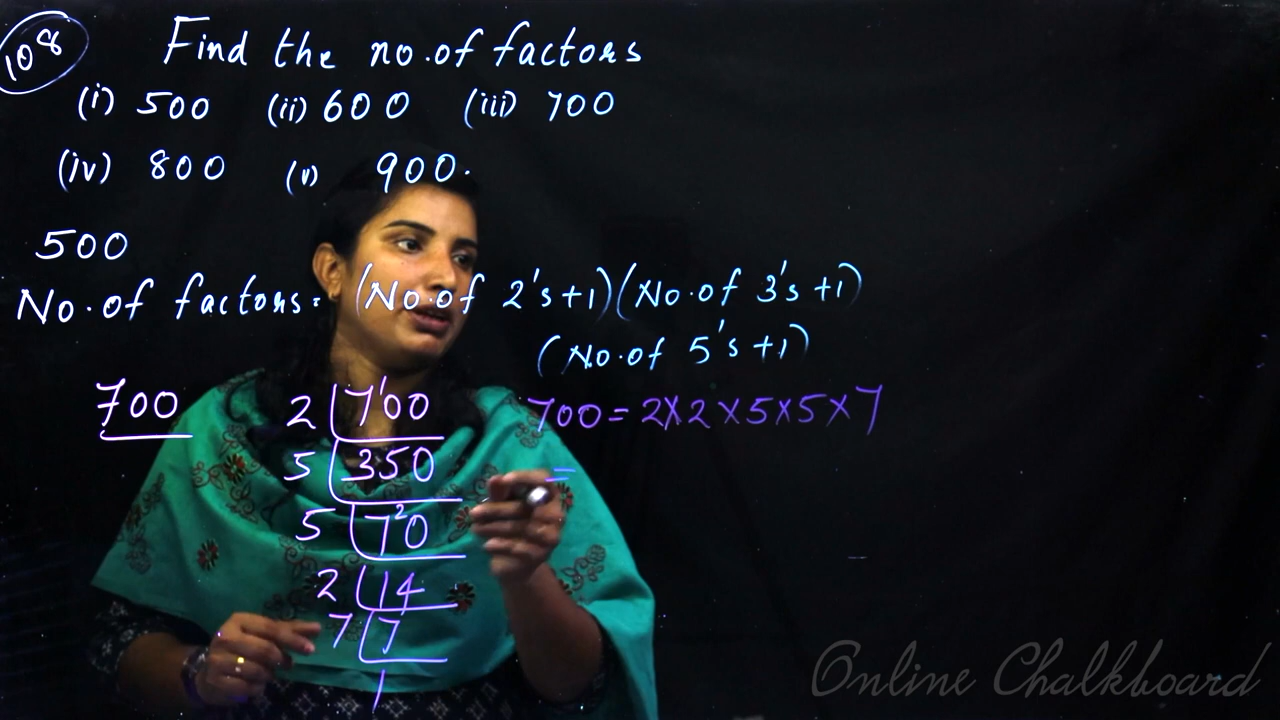 108
Find the no.of factors
(i) 500 (ii) 600 (iii) 700
(iv) 800 (v) 900.
500
No.of factors = (No.of 2's+1)(No.of 3's+1)
(No.of 5's+1)
700
2 | 700
5 | 350
5 | 70
2 | 14
7 | 7
1
700 = 2×2×5×5×7
=
Online Chalkboard